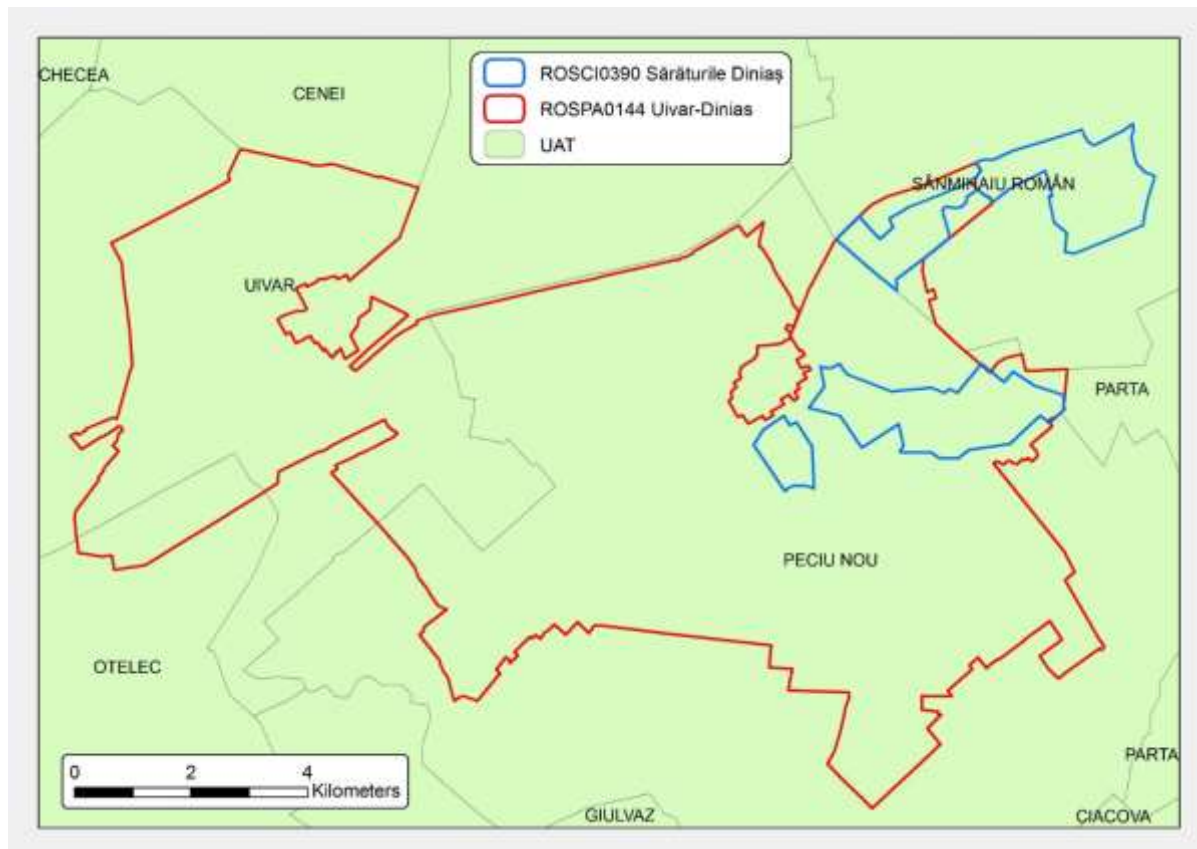 CHECEA
CENEI
ROSCI0390 Sărăturile Diniaș
ROSPA0144 Uivar-Dinias
UAT
SÂNMIHAIU ROMÂN
UIVAR
PARTA
PECIU NOU
OTELEC
PARTA
0 2 4
Kilometers
GIULVAZ
CIACOVA